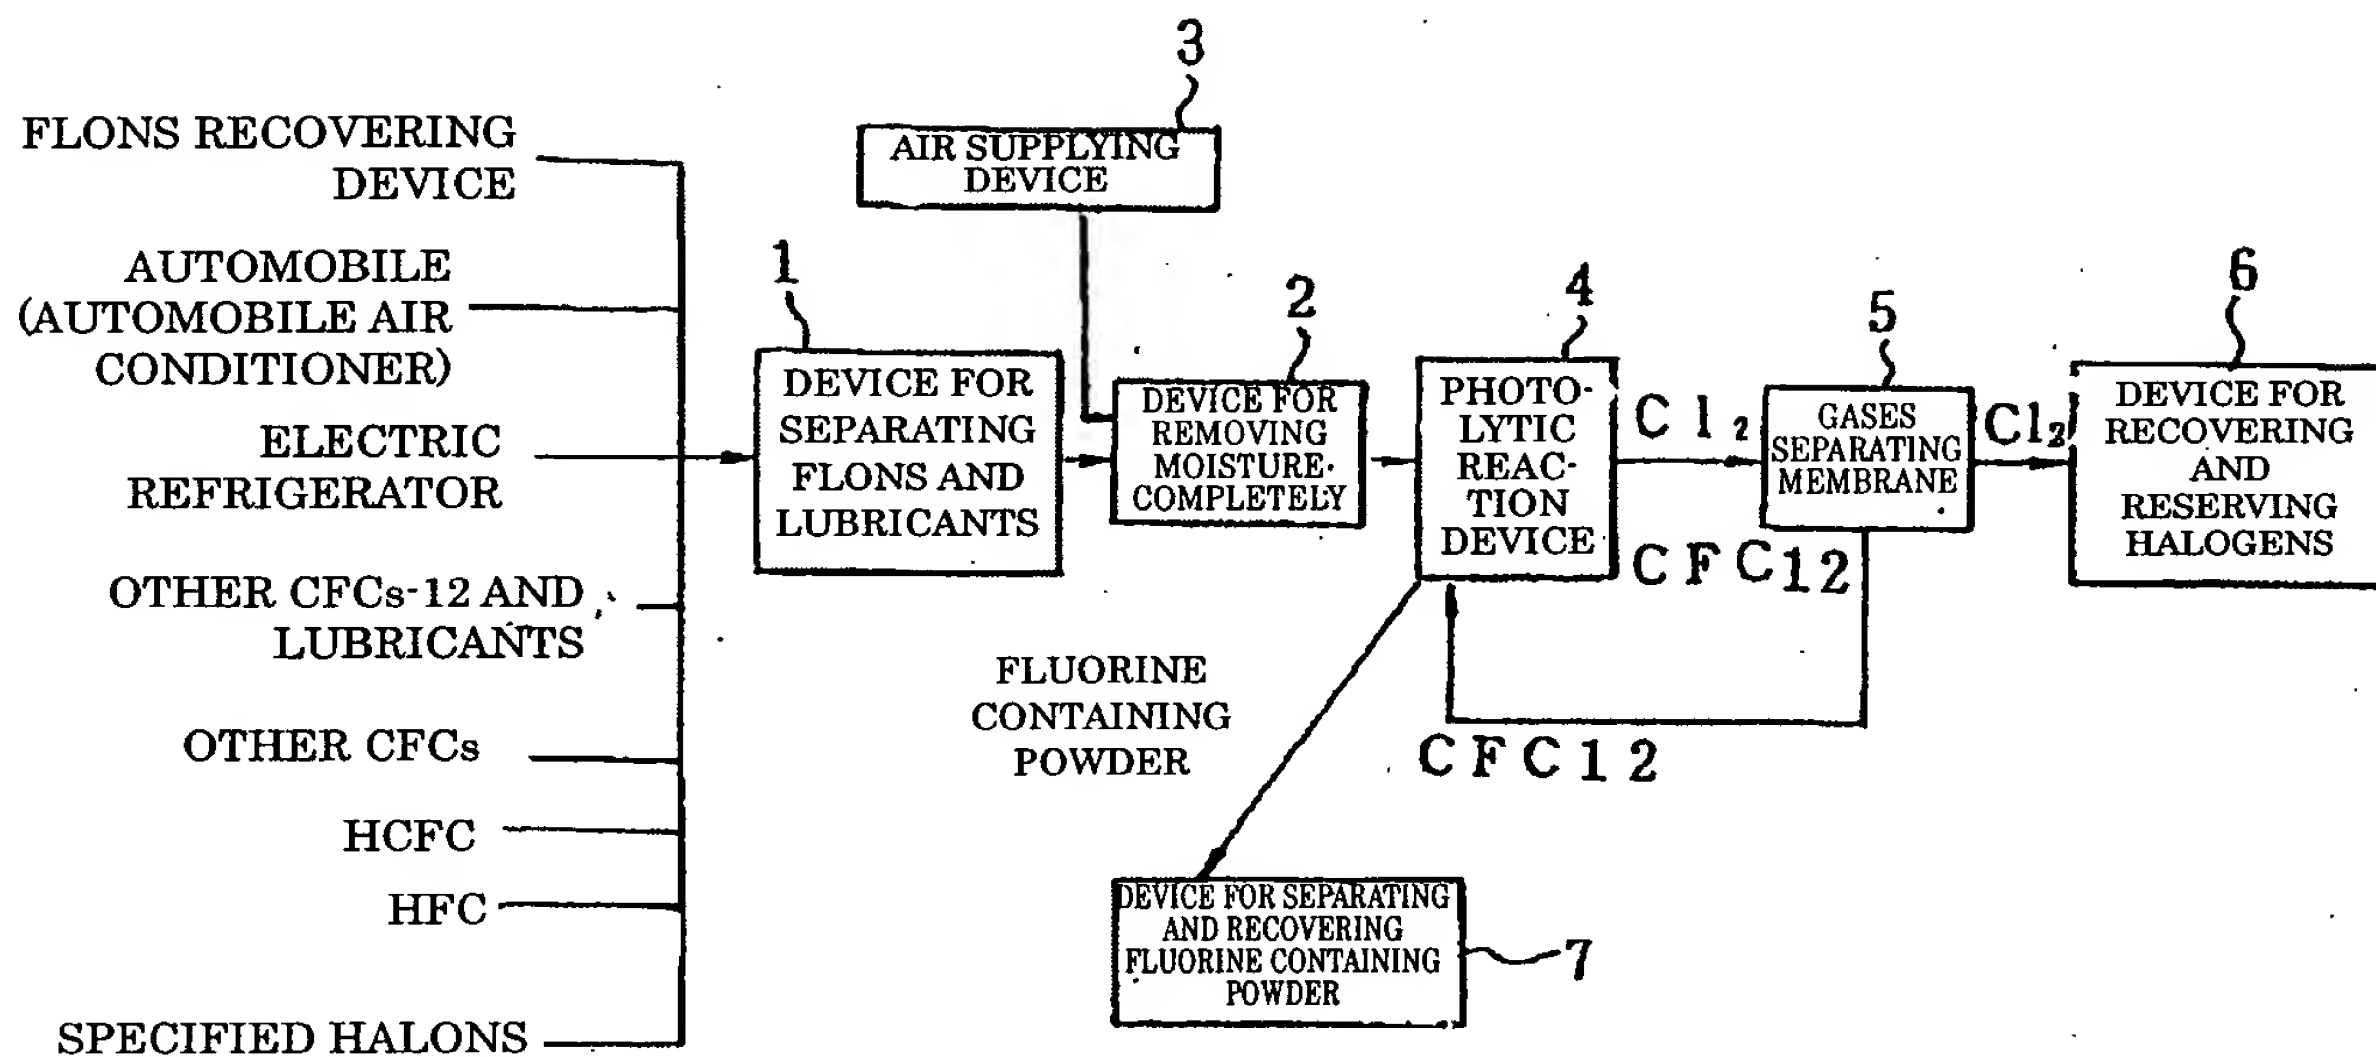 FLONS RECOVERING
DEVICE
AUTOMOBILE
(AUTOMOBILE AIR
CONDITIONER)
ELECTRIC
REFRIGERATOR
OTHER CFCs-12 AND
LUBRICANTS
OTHER CFCs
HCFC
HFC
SPECIFIED HALONS
1
DEVICE FOR
SEPARATING
FLONS AND
LUBRICANTS
3
AIR SUPPLYING
DEVICE
2
DEVICE FOR
REMOVING
MOISTURE
COMPLETELY
4
PHOTO-
LYTIC
REAC-
TION
DEVICE
Cl₂
CFC12
5
GASES
SEPARATING
MEMBRANE
Cl₂
6
DEVICE FOR
RECOVERING
AND
RESERVING
HALOGENS
CFC12
FLUORINE
CONTAINING
POWDER
DEVICE FOR SEPARATING
AND RECOVERING
FLUORINE CONTAINING
POWDER
7